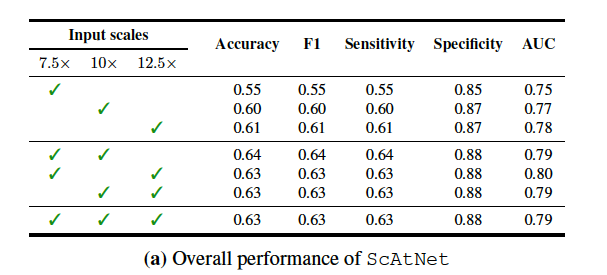 Input scales Accuracy F1 Sensitivity Specificity AUC
7.5× 10× 12.5×
✓ 0.55 0.55 0.55 0.85 0.75
✓ 0.60 0.60 0.60 0.87 0.77
✓ 0.61 0.61 0.61 0.87 0.78
✓ ✓ 0.64 0.64 0.64 0.88 0.79
✓ ✓ 0.63 0.63 0.63 0.88 0.80
✓ ✓ 0.63 0.63 0.63 0.88 0.79
✓ ✓ ✓ 0.63 0.63 0.63 0.88 0.79
(a) Overall performance of ScAtNet